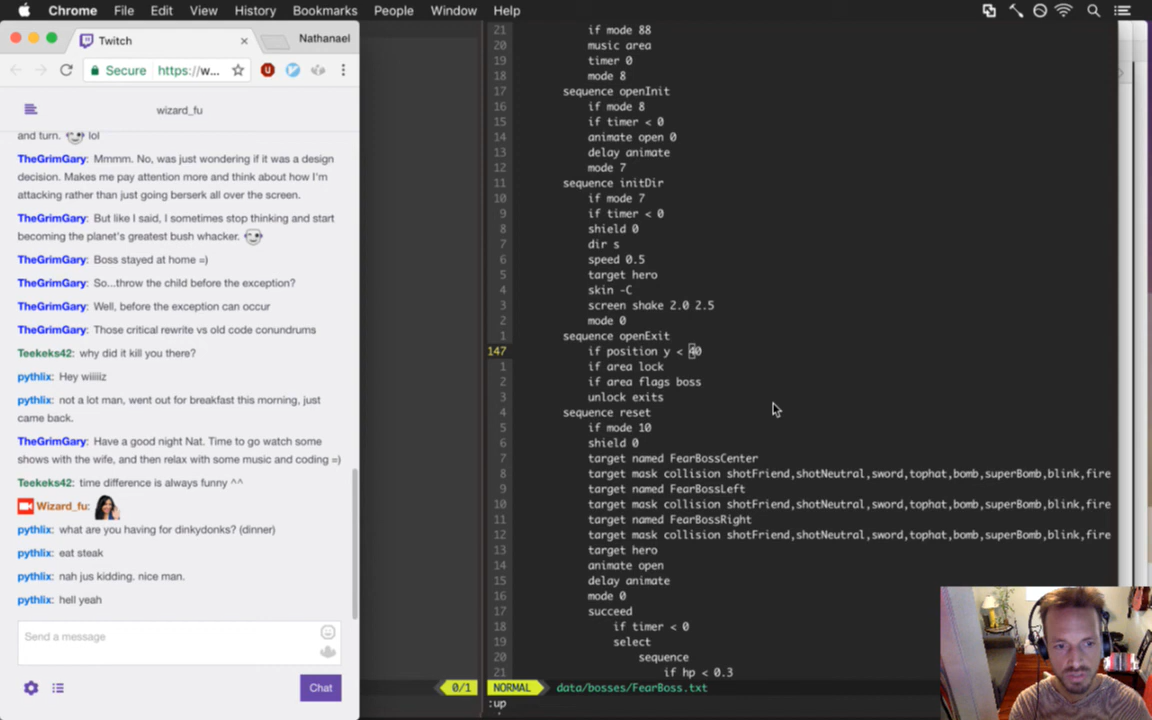 Chrome File Edit View History Bookmarks People Window Help
Twitch
Nathanael
Secure https://w...
wizard_fu
and turn. lol
TheGrimGary: Mmmm. No, was just wondering if it was a design
decision. Makes me pay attention more and think about how I'm
attacking rather than just going berserk all over the screen.
TheGrimGary: But like I said, I sometimes stop thinking and start
becoming the planet's greatest bush whacker.
TheGrimGary: Boss stayed at home =)
TheGrimGary: So...throw the child before the exception?
TheGrimGary: Well, before the exception can occur
TheGrimGary: Those critical rewrite vs old code conundrums
Teekeks42: why did it kill you there?
pythlix: Hey wiiiiiz
pythlix: not a lot man, went out for breakfast this morning, just
came back.
TheGrimGary: Have a good night Nat. Time to go watch some
shows with the wife, and then relax with some music and coding =)
Teekeks42: time difference is always funny ^^
Wizard_fu:
pythlix: what are you having for dinkydonks? (dinner)
pythlix: eat steak
pythlix: nah jus kidding. nice man.
pythlix: hell yeah
Send a message
Chat
21 if mode 88
20 music area
19 timer 0
18 mode 8
17 sequence openInit
16 if mode 8
15 if timer < 0
14 animate open 0
13 delay animate
12 mode 7
11 sequence initDir
10 if mode 7
9 if timer < 0
8 shield 0
7 dir s
6 speed 0.5
5 target hero
4 skin -C
3 screen shake 2.0 2.5
2 mode 0
1 sequence openExit
147 if position y < 40
1 if area lock
2 if area flags boss
3 unlock exits
4 sequence reset
5 if mode 10
6 shield 0
7 target named FearBossCenter
8 target mask collision shotFriend,shotNeutral,sword,tophat,bomb,superBomb,blink,fire
9 target named FearBossLeft
10 target mask collision shotFriend,shotNeutral,sword,tophat,bomb,superBomb,blink,fire
11 target named FearBossRight
12 target mask collision shotFriend,shotNeutral,sword,tophat,bomb,superBomb,blink,fire
13 target hero
14 animate open
15 delay animate
16 mode 0
17 succeed
18 if timer < 0
19 select
20 sequence
21 if hp < 0.3
0/1 NORMAL data/bosses/FearBoss.txt
:up